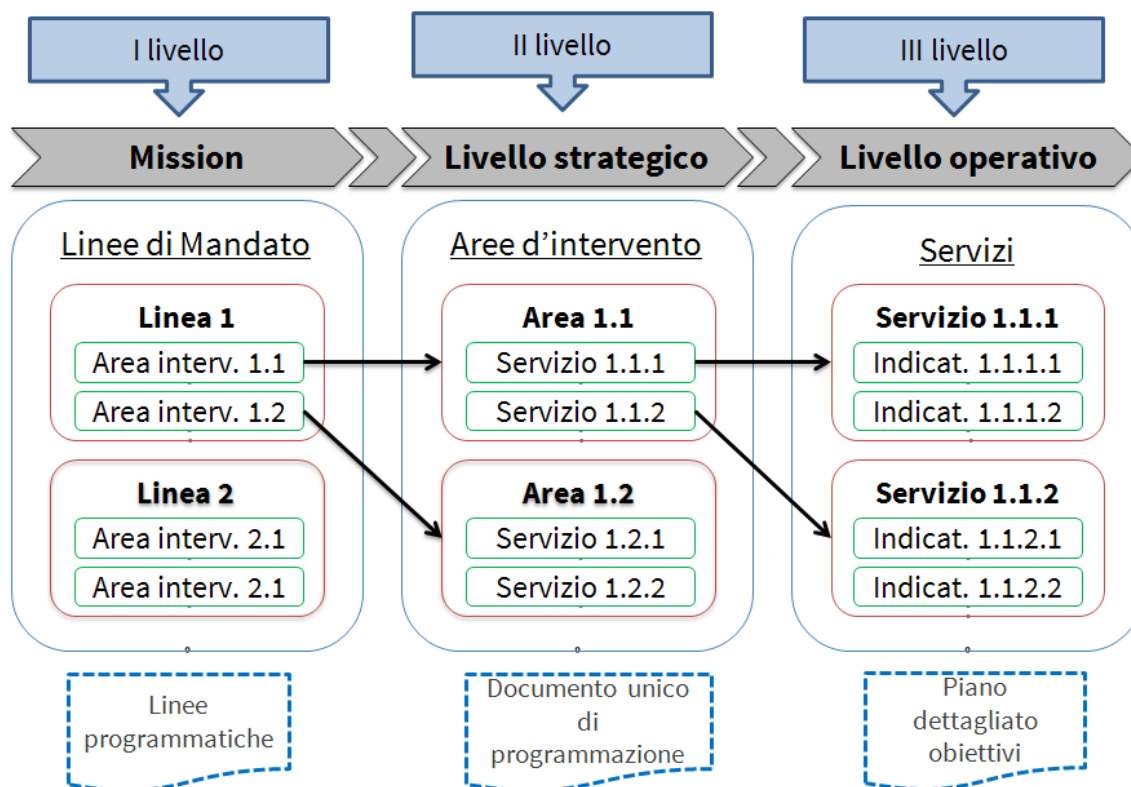 I livello
II livello
III livello
Mission
Livello strategico
Livello operativo
Linee di Mandato
Linea 1
Area interv. 1.1
Area interv. 1.2
Linea 2
Area interv. 2.1
Area interv. 2.1
Linee
programmatiche
Aree d’intervento
Area 1.1
Servizio 1.1.1
Servizio 1.1.2
Area 1.2
Servizio 1.2.1
Servizio 1.2.2
Documento unico
di
programmazione
Servizi
Servizio 1.1.1
Indicat. 1.1.1.1
Indicat. 1.1.1.2
Servizio 1.1.2
Indicat. 1.1.2.1
Indicat. 1.1.2.2
Piano
dettagliato
obiettivi